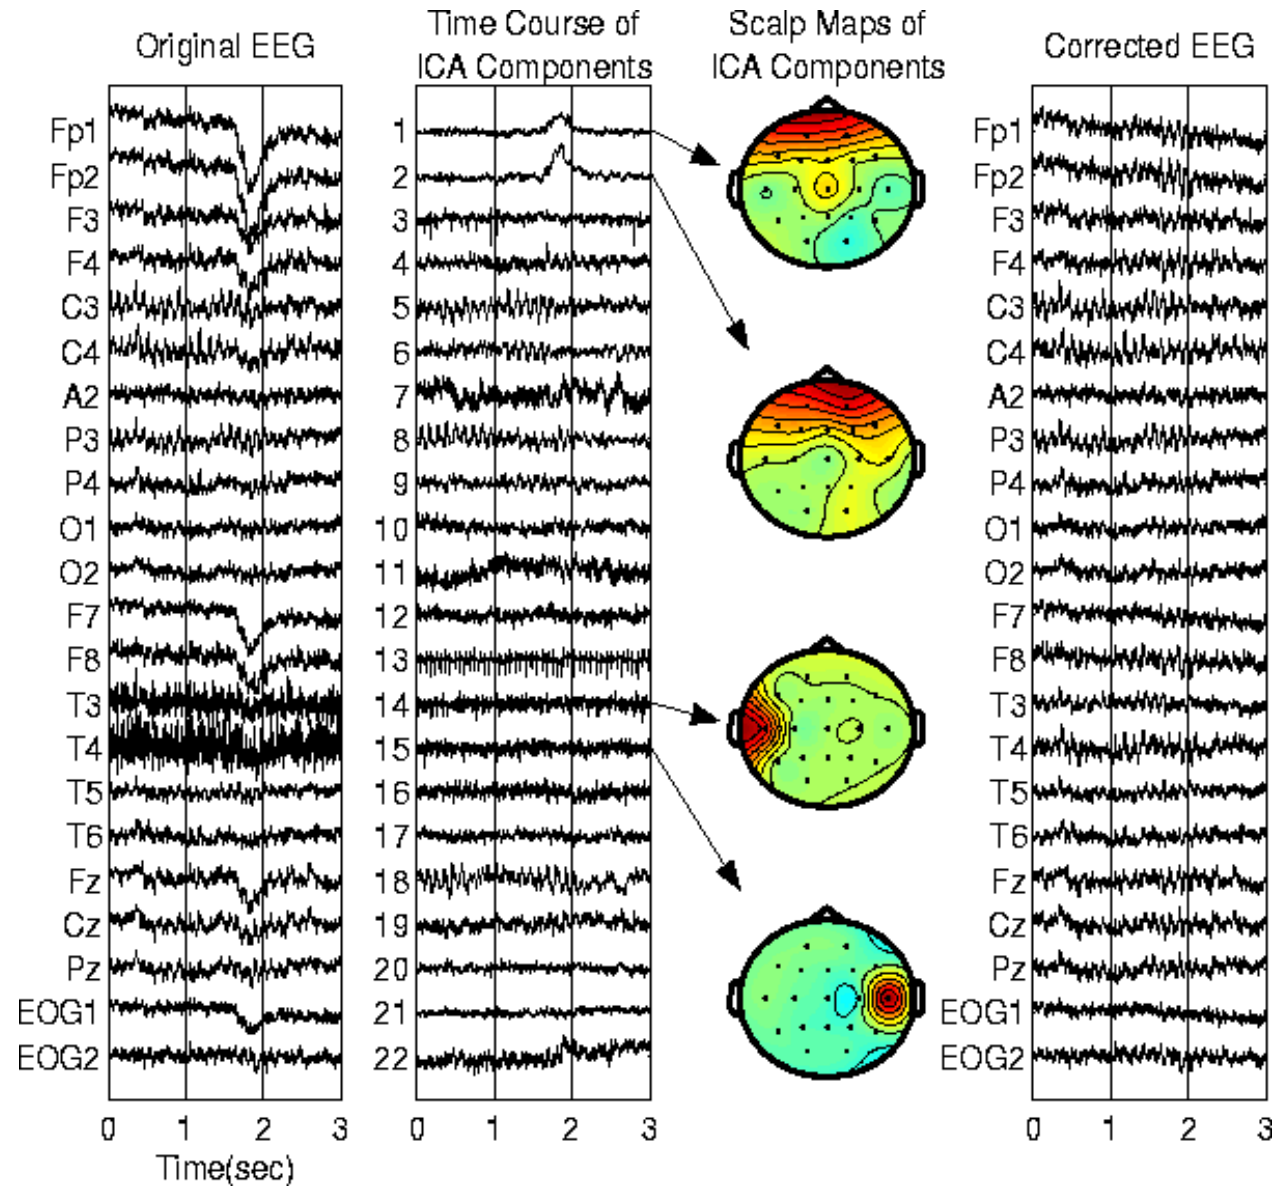 Original EEG
Time Course of
ICA Components
Scalp Maps of
ICA Components
Corrected EEG
Fp1
Fp2
F3
F4
C3
C4
A2
P3
P4
O1
O2
F7
F8
T3
T4
T5
T6
Fz
Cz
Pz
EOG1
EOG2
0 1 2 3
Time(sec)
1
2
3
4
5
6
7
8
9
10
11
12
13
14
15
16
17
18
19
20
21
22
0 1 2 3
Fp1
Fp2
F3
F4
C3
C4
A2
P3
P4
O1
O2
F7
F8
T3
T4
T5
T6
Fz
Cz
Pz
EOG1
EOG2
0 1 2 3